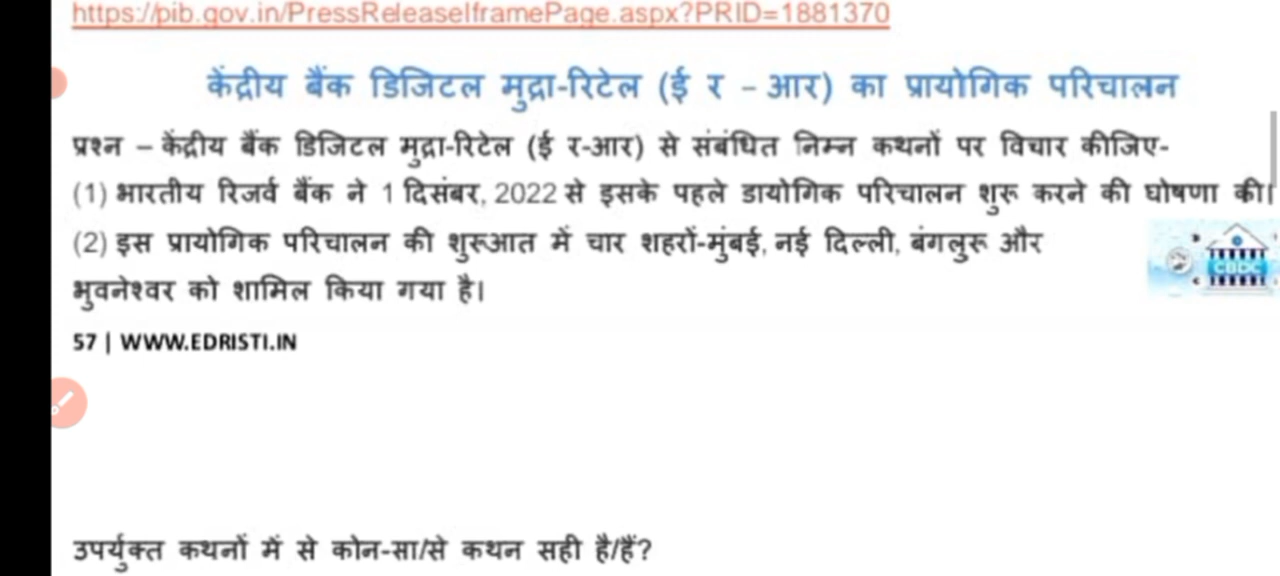 https://pib.gov.in/PressReleaseIframePage.aspx?PRID=1881370
केंद्रीय बैंक डिजिटल मुद्रा-रिटेल (ई र – आर) का प्रायोगिक परिचालन
प्रश्न – केंद्रीय बैंक डिजिटल मुद्रा-रिटेल (ई र-आर) से संबंधित निम्न कथनों पर विचार कीजिए-
(1) भारतीय रिजर्व बैंक ने 1 दिसंबर, 2022 से इसके पहले डायोगिक परिचालन शुरू करने की घोषणा की।
(2) इस प्रायोगिक परिचालन की शुरूआत में चार शहरों-मुंबई, नई दिल्ली, बंगलुरू और
CBDC
भुवनेश्वर को शामिल किया गया है।
57 | WWW.EDRISTI.IN
उपर्युक्त कथनों में से कोन-सा/से कथन सही है/हैं?